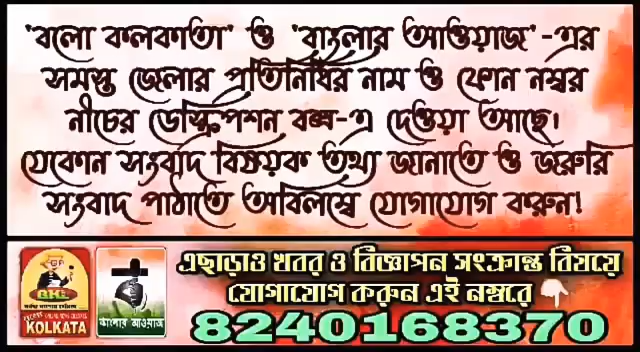 'বলো কলকাতা' ও 'বাংলার আওয়াজ'-এর
সমস্ত জেলার প্রতিনিধির নাম ও ফোন নম্বর
নীচের ডেস্ক্রিপশন বক্স-এ দেওয়া আছে।
যেকোন সংবাদ বিষয়ক তথ্য জানাতে ও জরুরি
সংবাদ পাঠাতে অবিলম্বে যোগাযোগ করুন!
এছাড়াও খবর ও বিজ্ঞাপন সংক্রান্ত বিষয়ে
যোগাযোগ করুন এই নম্বরে
8240168370
KOLKATA
বাংলার আওয়াজ